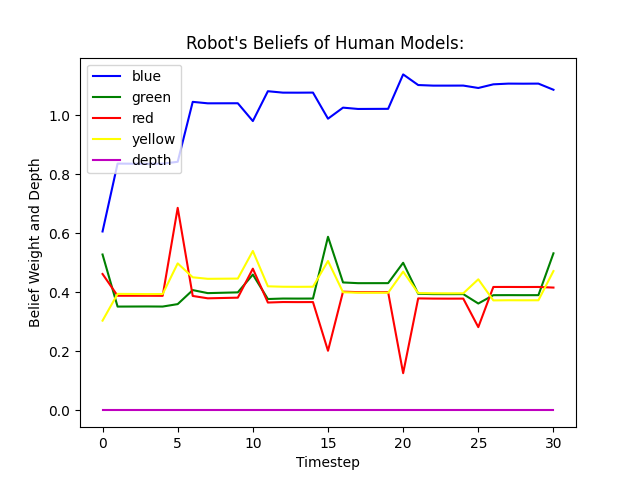 Robot's Beliefs of Human Models:
blue
green
red
yellow
depth
Belief Weight and Depth
1.0
0.8
0.6
0.4
0.2
0.0
0 5 10 15 20 25 30
Timestep